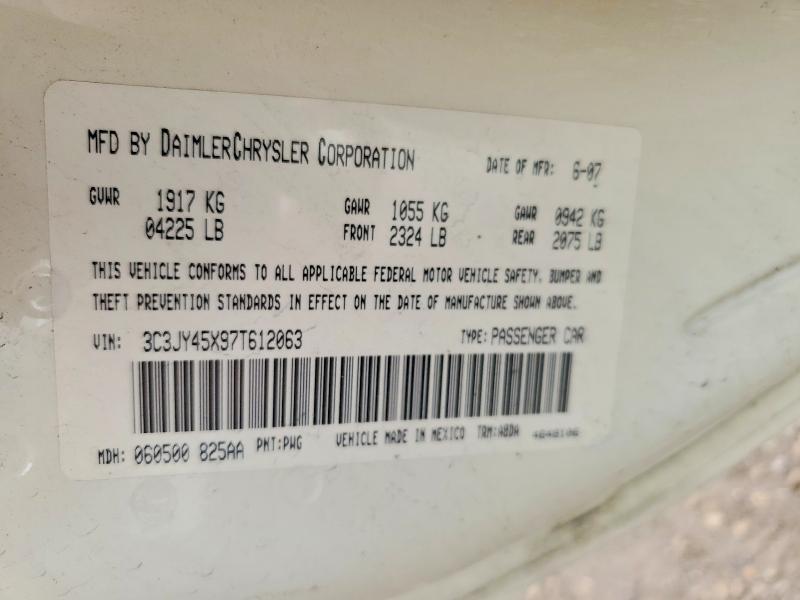 MFD BY DAIMLERCHRYSLER CORPORATION DATE OF MFR: 6-07
GVWR 1917 KG GAWR 1055 KG GAWR 0942 KG
04225 LB FRONT 2324 LB REAR 2075 LB
THIS VEHICLE CONFORMS TO ALL APPLICABLE FEDERAL MOTOR VEHICLE SAFETY, BUMPER AND
THEFT PREVENTION STANDARDS IN EFFECT ON THE DATE OF MANUFACTURE SHOWN ABOVE.
VIN: 3C3JY45X97T612063 TYPE: PASSENGER CAR
MDH: 060500 825AA PNT:PWG VEHICLE MADE IN MEXICO TRM:ABDA